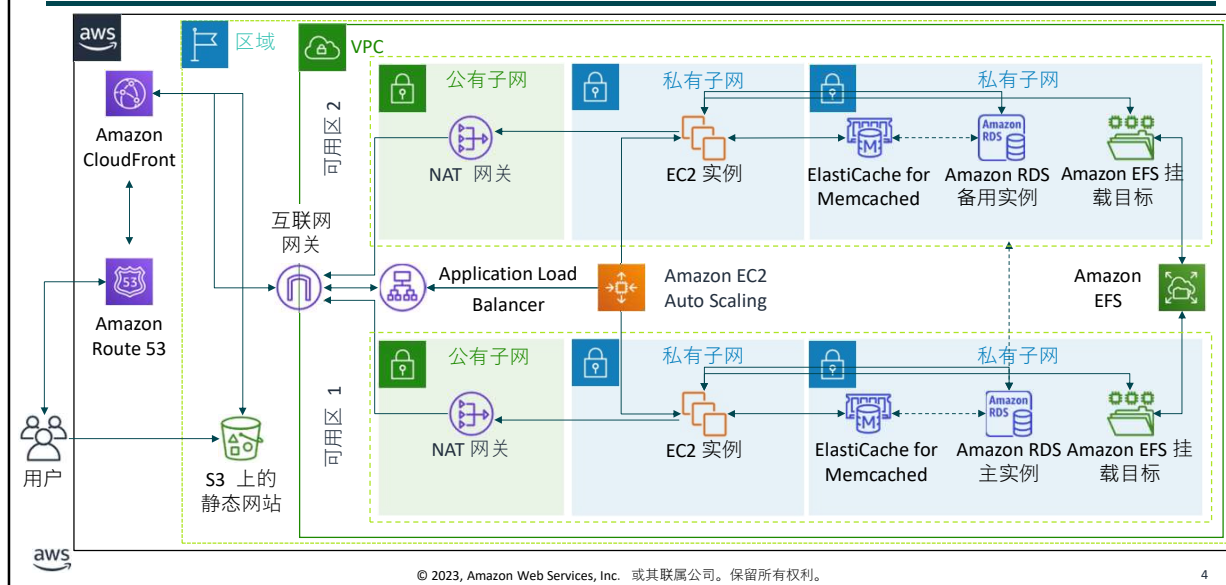 aws
区域
VPC
Amazon
CloudFront
Amazon
Route 53
用户
S3 上的
静态网站
互联网
网关
可用区 2
公有子网
NAT 网关
私有子网
EC2 实例
私有子网
ElastiCache for
Memcached
Amazon
RDS
Amazon RDS
备用实例
Amazon EFS 挂
载目标
Application Load
Balancer
Amazon EC2
Auto Scaling
Amazon
EFS
可用区 1
公有子网
NAT 网关
私有子网
EC2 实例
私有子网
ElastiCache for
Memcached
Amazon
RDS
Amazon RDS
主实例
Amazon EFS 挂
载目标
53
M
M
aws
© 2023, Amazon Web Services, Inc. 或其联属公司。保留所有权利。
4